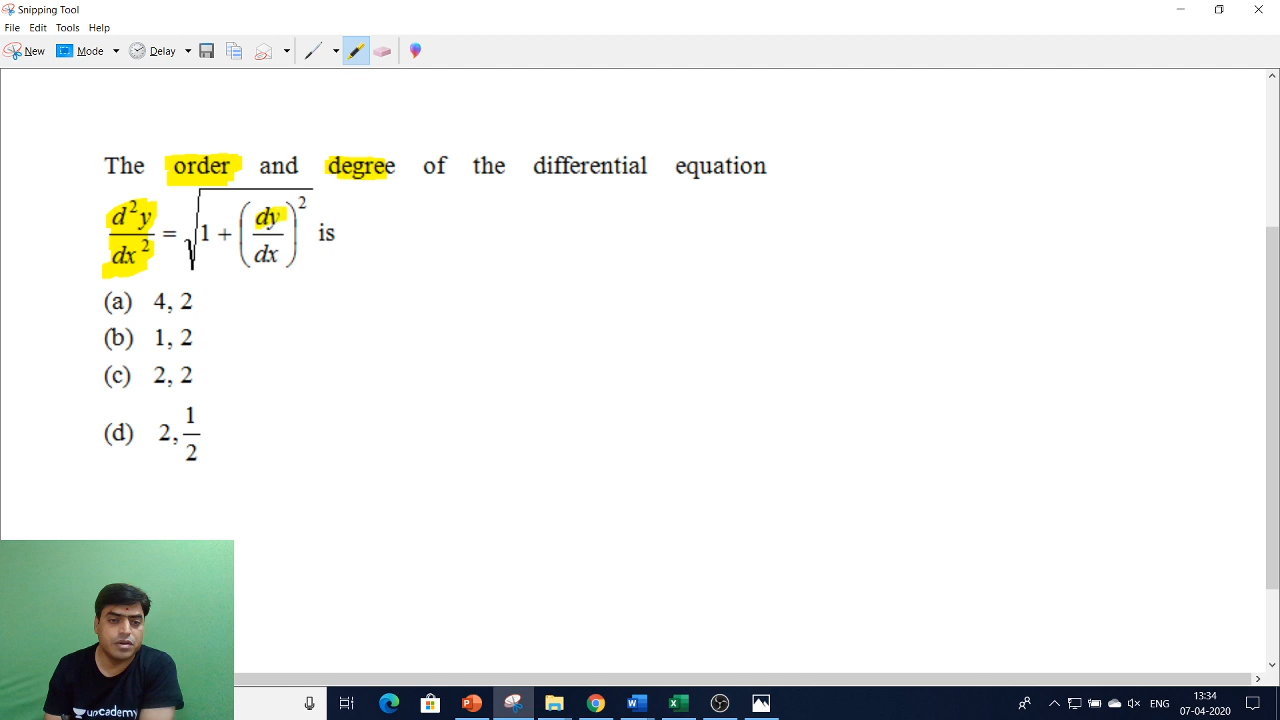 Snipping Tool
File Edit Tools Help
New Mode Delay
The order and degree of the differential equation
d²y/dx² = √(1 + (dy/dx)²) is
(a) 4, 2
(b) 1, 2
(c) 2, 2
(d) 2, 1/2
unacademy
ENG
13:34
07-04-2020